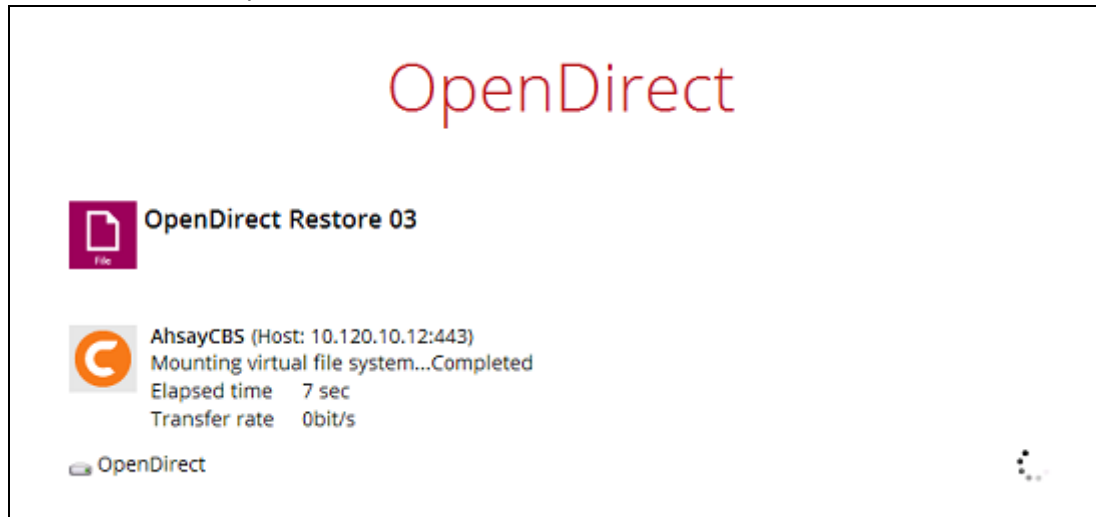 OpenDirect
OpenDirect Restore 03
File
AhsayCBS (Host: 10.120.10.12:443)
Mounting virtual file system...Completed
Elapsed time 7 sec
Transfer rate 0bit/s
OpenDirect